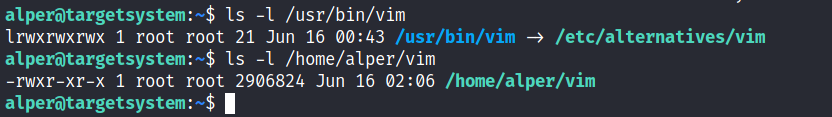 alper@targetsystem:~$ ls -l /usr/bin/vim
lrwxrwxrwx 1 root root 21 Jun 16 00:43 /usr/bin/vim → /etc/alternatives/vim
alper@targetsystem:~$ ls -l /home/alper/vim
-rwxr-xr-x 1 root root 2906824 Jun 16 02:06 /home/alper/vim
alper@targetsystem:~$